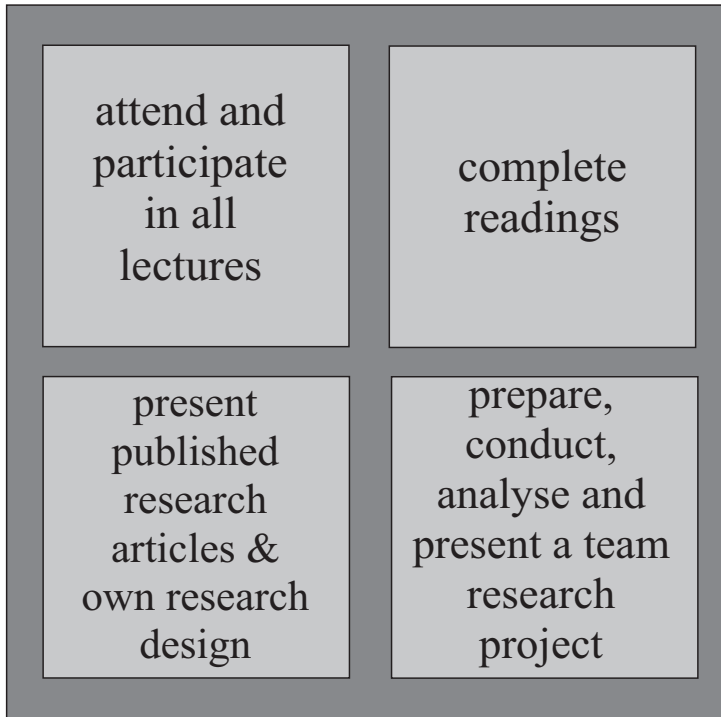 attend and
participate
in all
lectures
complete
readings
present
published
research
articles &
own research
design
prepare,
conduct,
analyse and
present a team
research
project